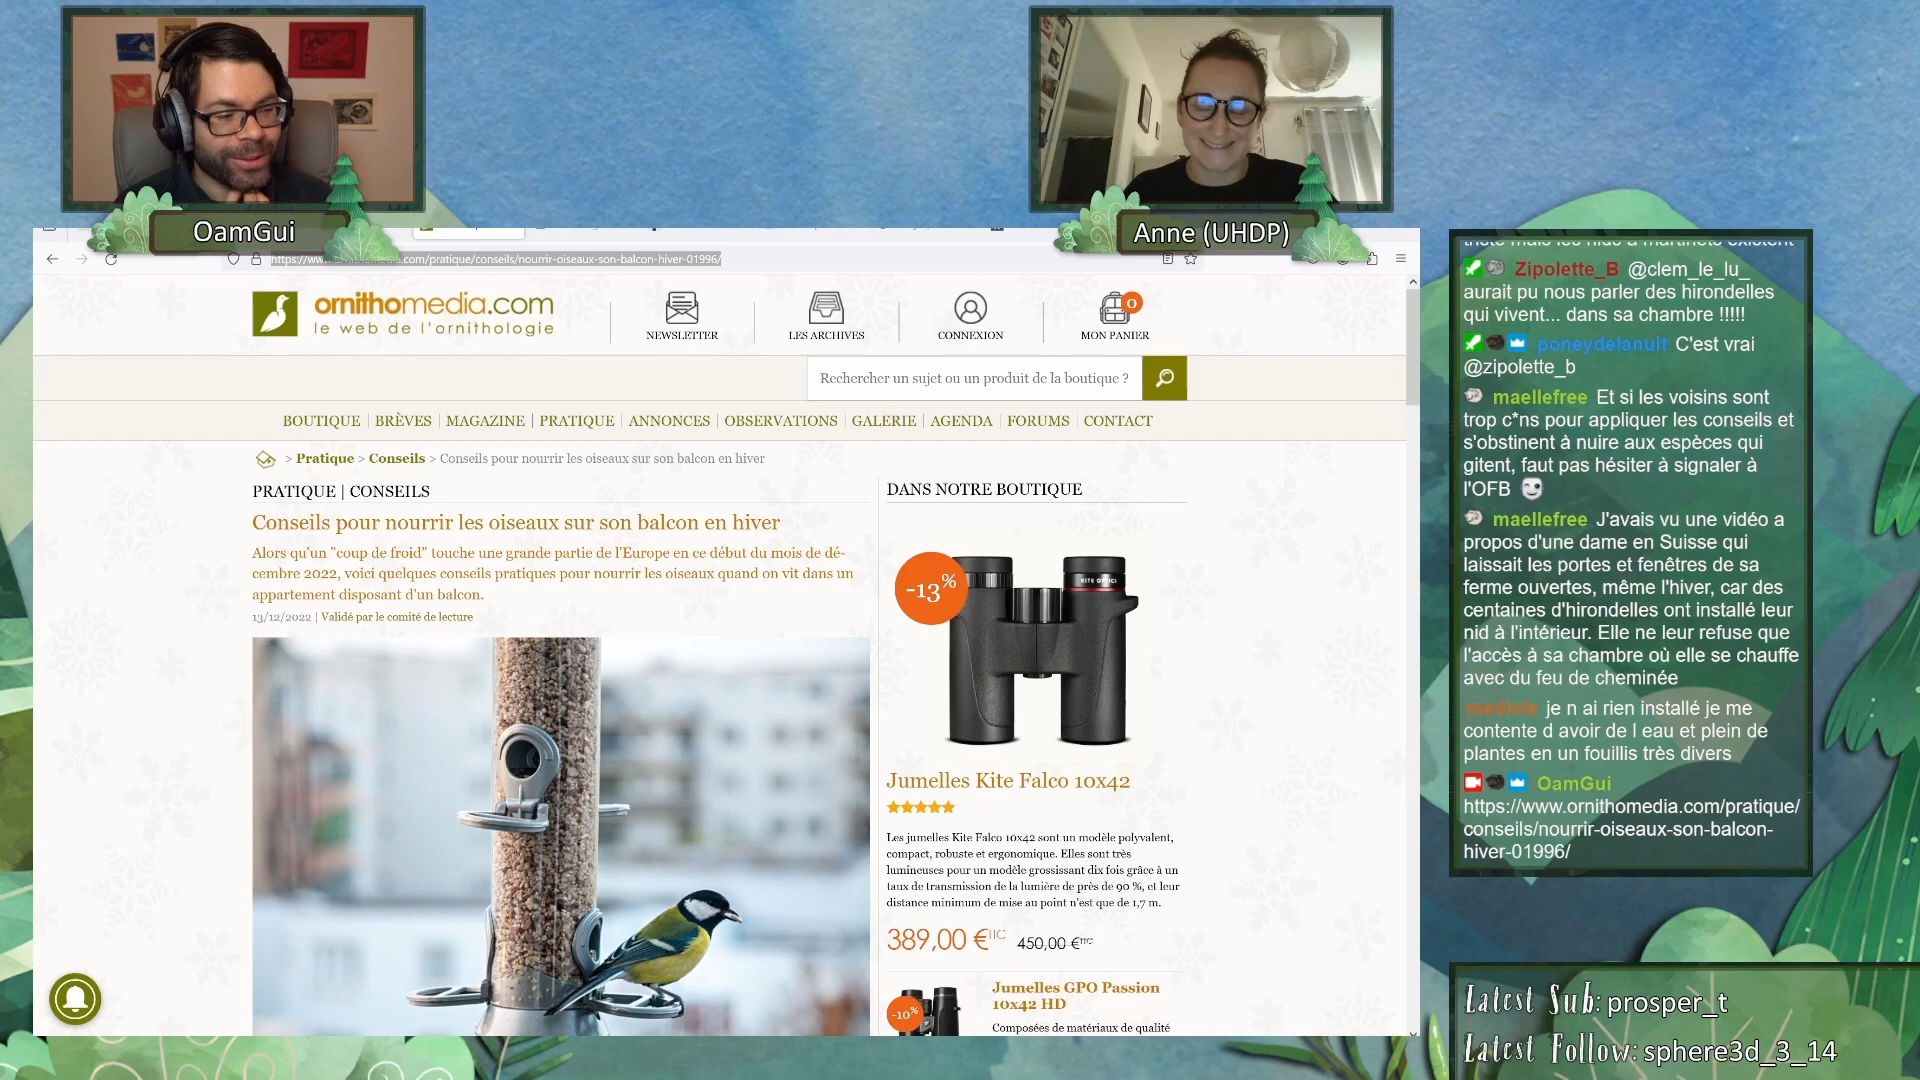 OamGui
Anne (UHDP)
/pratique/conseils/nourrir-oiseaux-son-balcon-hiver-01996/
ornithomedia.com
le web de l'ornithologie
NEWSLETTER
LES ARCHIVES
CONNEXION
0
MON PANIER
Rechercher un sujet ou un produit de la boutique ?
BOUTIQUE
BRÈVES
MAGAZINE
PRATIQUE
ANNONCES
OBSERVATIONS
GALERIE
AGENDA
FORUMS
CONTACT
> Pratique > Conseils > Conseils pour nourrir les oiseaux sur son balcon en hiver
PRATIQUE | CONSEILS
Conseils pour nourrir les oiseaux sur son balcon en hiver
Alors qu'un "coup de froid" touche une grande partie de l'Europe en ce début du mois de dé-
cembre 2022, voici quelques conseils pratiques pour nourrir les oiseaux quand on vit dans un
appartement disposant d'un balcon.
13/12/2022 | Validé par le comité de lecture
DANS NOTRE BOUTIQUE
-13%
KITE OPTICS
Jumelles Kite Falco 10x42
Les jumelles Kite Falco 10x42 sont un modèle polyvalent,
compact, robuste et ergonomique. Elles sont très
lumineuses pour un modèle grossissant dix fois grâce à un
taux de transmission de la lumière de près de 90 %, et leur
distance minimum de mise au point n'est que de 1,7 m.
389,00 €TTC 450,00 €TTC
-10%
Jumelles GPO Passion
10x42 HD
Composées de matériaux de qualité
triste mais les nids à martinets existent
Zipolette_B @clem_le_lu_
aurait pu nous parler des hirondelles
qui vivent... dans sa chambre !!!!!
poneydelanuit C'est vrai
@zipolette_b
maellefree Et si les voisins sont
trop c*ns pour appliquer les conseils et
s'obstinent à nuire aux espèces qui
gitent, faut pas hésiter à signaler à
l'OFB
maellefree J'avais vu une vidéo a
propos d'une dame en Suisse qui
laissait les portes et fenêtres de sa
ferme ouvertes, même l'hiver, car des
centaines d'hirondelles ont installé leur
nid à l'intérieur. Elle ne leur refuse que
l'accès à sa chambre où elle se chauffe
avec du feu de cheminée
mediole je n ai rien installé je me
contente d avoir de l eau et plein de
plantes en un fouillis très divers
OamGui
https://www.ornithomedia.com/pratique/
conseils/nourrir-oiseaux-son-balcon-
hiver-01996/
Latest Sub: prosper_t
Latest Follow: sphere3d_3_14